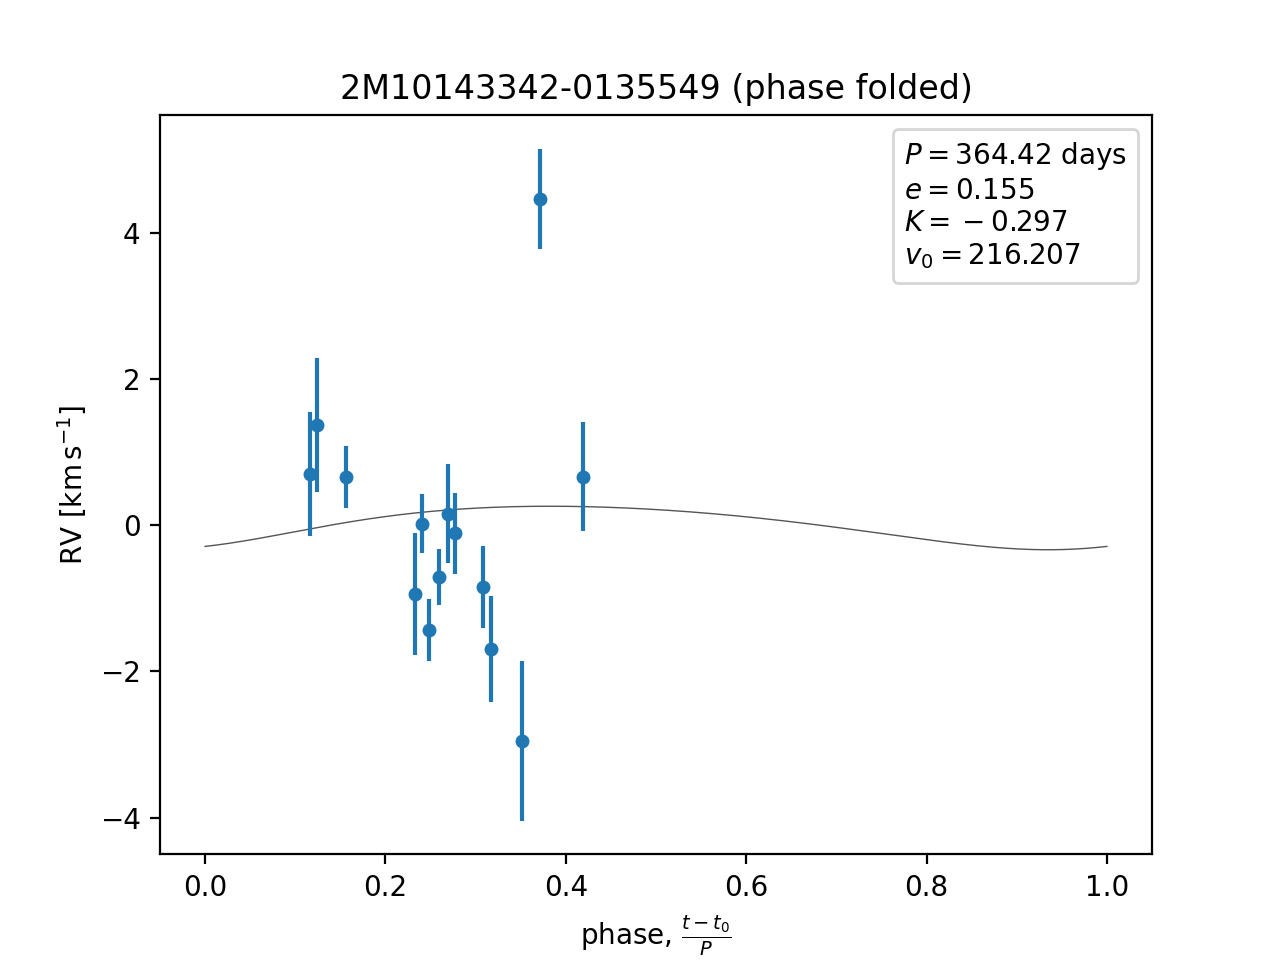 2M10143342-0135549 (phase folded)
P = 364.42 days
e = 0.155
K = −0.297
v₀ = 216.207
RV [km s⁻¹]
4
2
0
−2
−4
0.0 0.2 0.4 0.6 0.8 1.0
phase, (t − t₀)/P